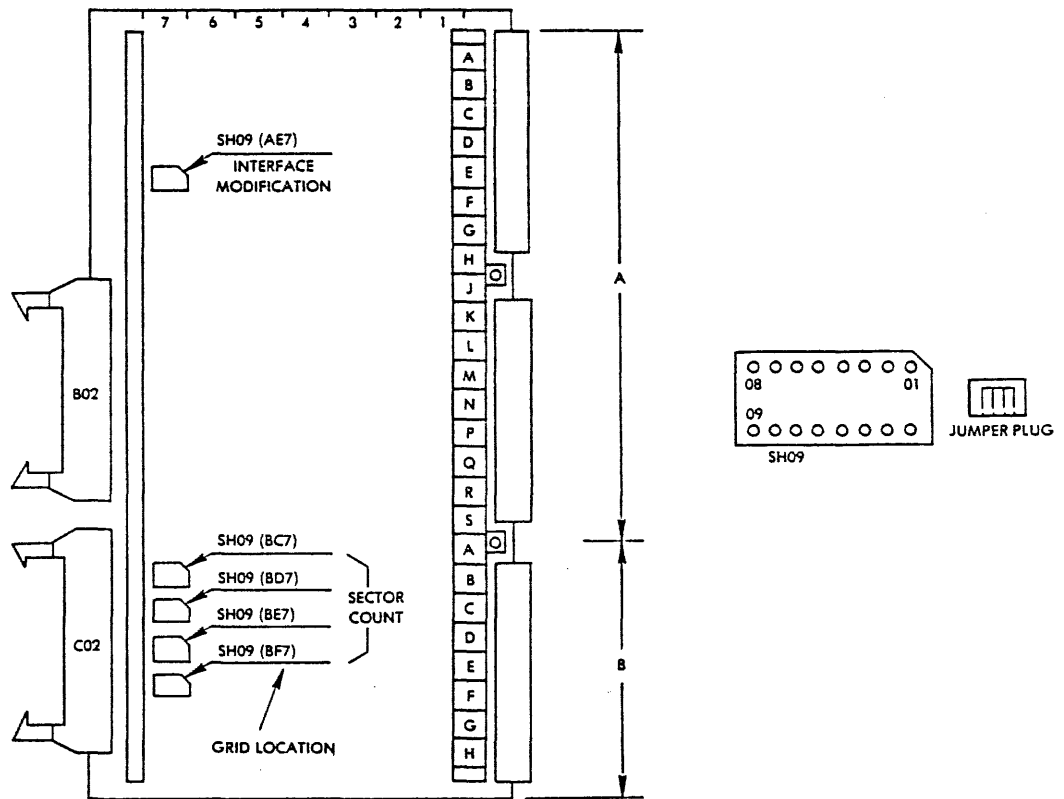 7 6 5 4 3 2 1
A
B
C
D
E
F
G
H
J
K
L
M
N
P
Q
R
S
A
B
C
D
E
F
G
H
SH09 (AE7)
INTERFACE
MODIFICATION
B02
C02
SH09 (BC7)
SH09 (BD7)
SH09 (BE7)
SH09 (BF7)
SECTOR
COUNT
GRID LOCATION
A
B
08 01
09
SH09
JUMPER PLUG